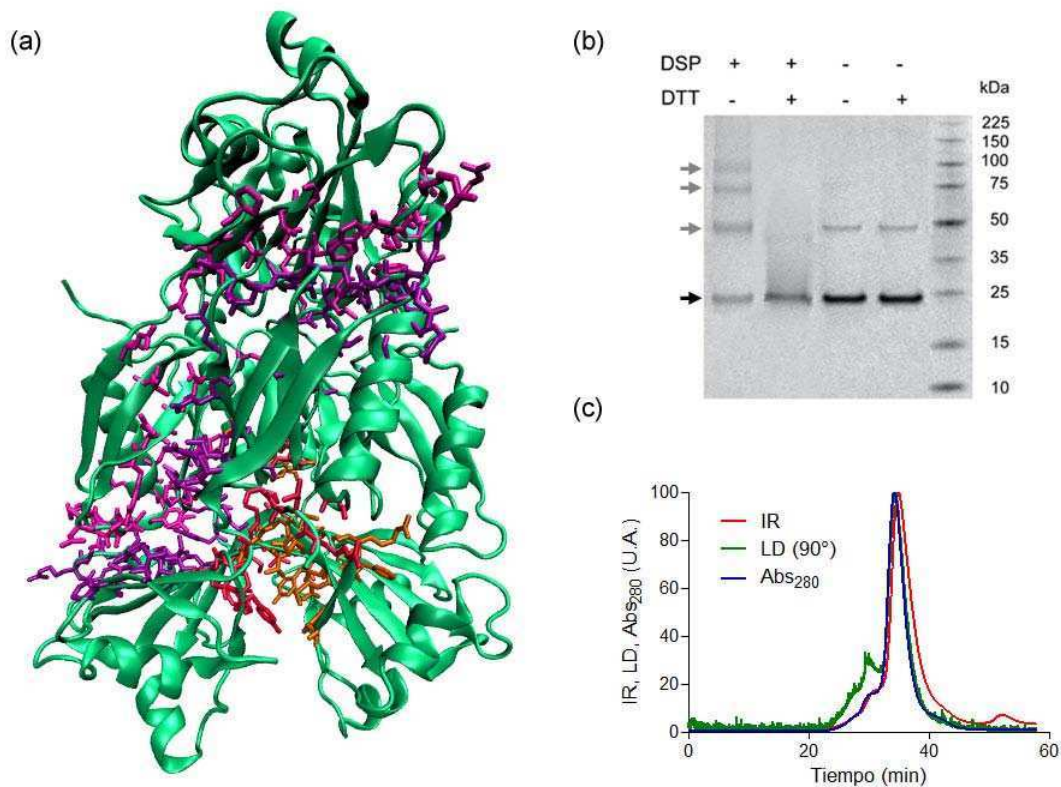 (a)
(b)
DSP + + - -
DTT - + - +
kDa
225
150
100
75
50
35
25
15
10
(c)
IR, LD, Abs280 (U.A.)
100
80
60
40
20
0
IR
LD (90°)
Abs280
0 20 40 60
Tiempo (min)